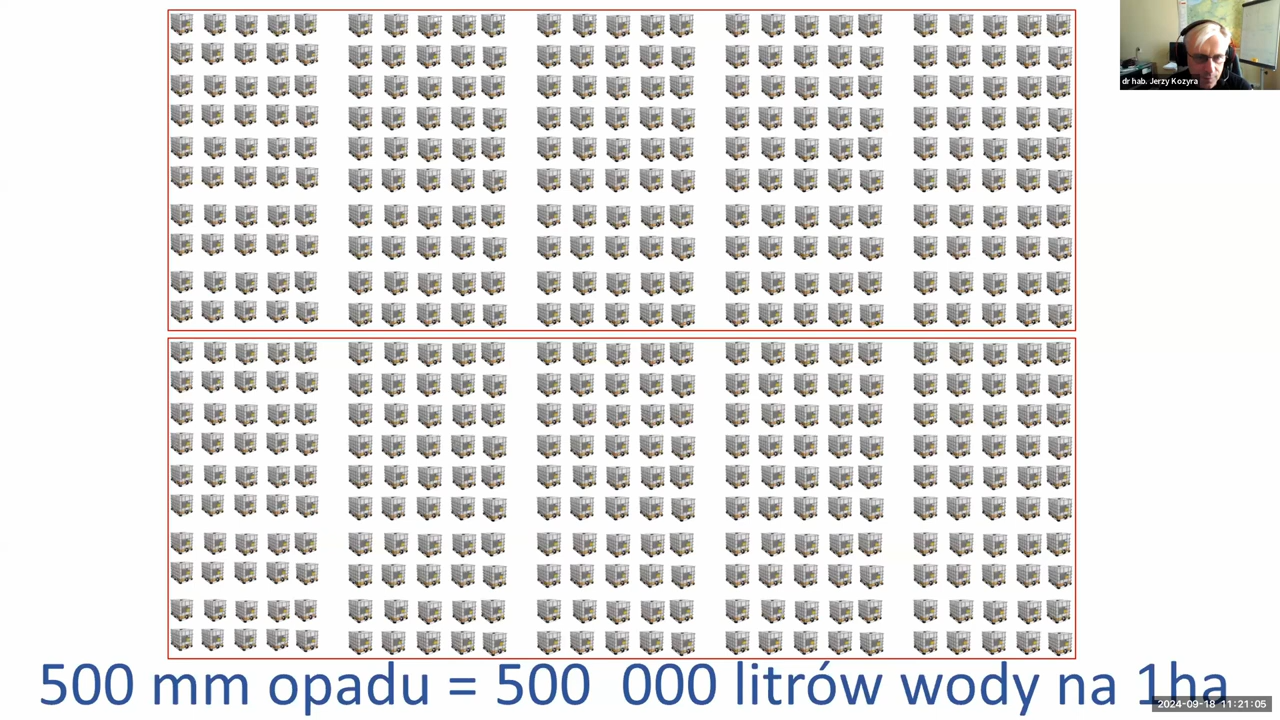 dr hab. Jerzy Kozyra
500 mm opadu = 500 000 litrów wody na 1ha
2024-09-18 11:21:05